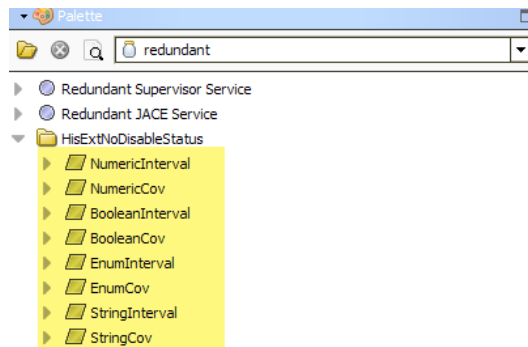 Palette
redundant
Redundant Supervisor Service
Redundant JACE Service
HisExtNoDisableStatus
NumericInterval
NumericCov
BooleanInterval
BooleanCov
EnumInterval
EnumCov
StringInterval
StringCov